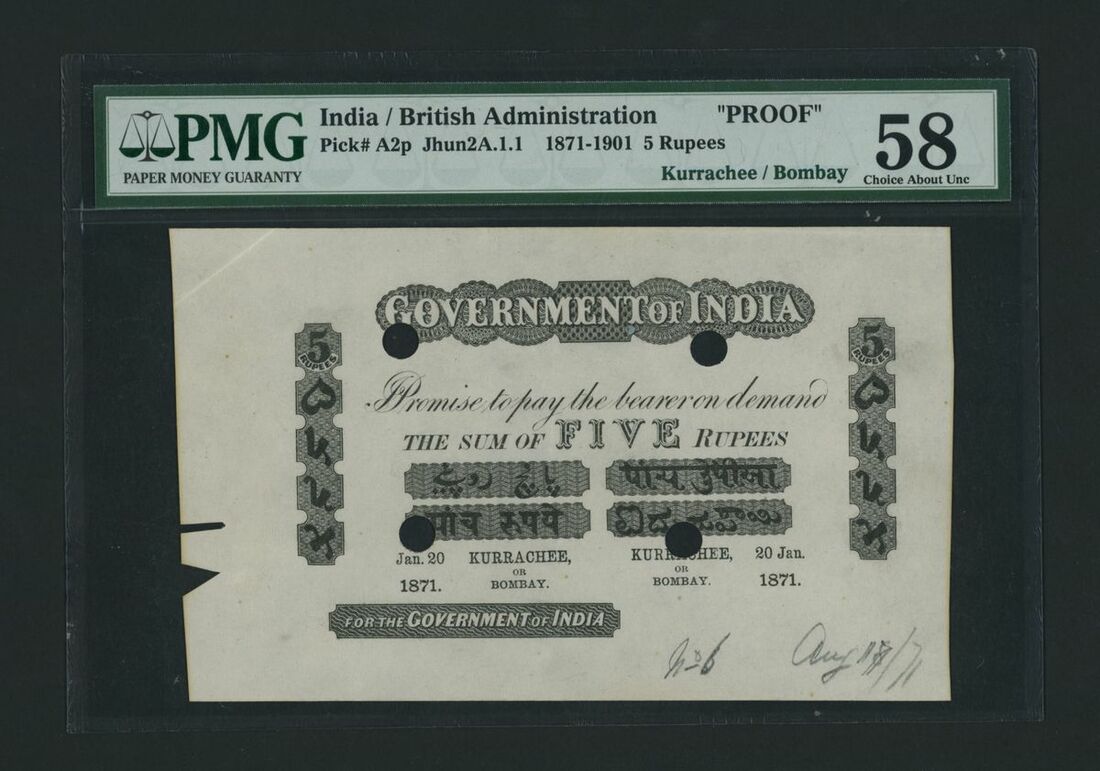 PMG
PAPER MONEY GUARANTY
India / British Administration "PROOF"
Pick# A2p Jhun2A.1.1 1871-1901 5 Rupees
Kurrachee / Bombay
58
Choice About Unc
GOVERNMENT OF INDIA
5
RUPEES
5
RUPEES
Promise to pay the bearer on demand
THE SUM OF FIVE RUPEES
پانچ روپیے
पांच रुपये
Jan. 20 KURRACHEE, KURRACHEE, 20 Jan.
OR OR
1871. BOMBAY. BOMBAY. 1871.
FOR THE GOVERNMENT OF INDIA